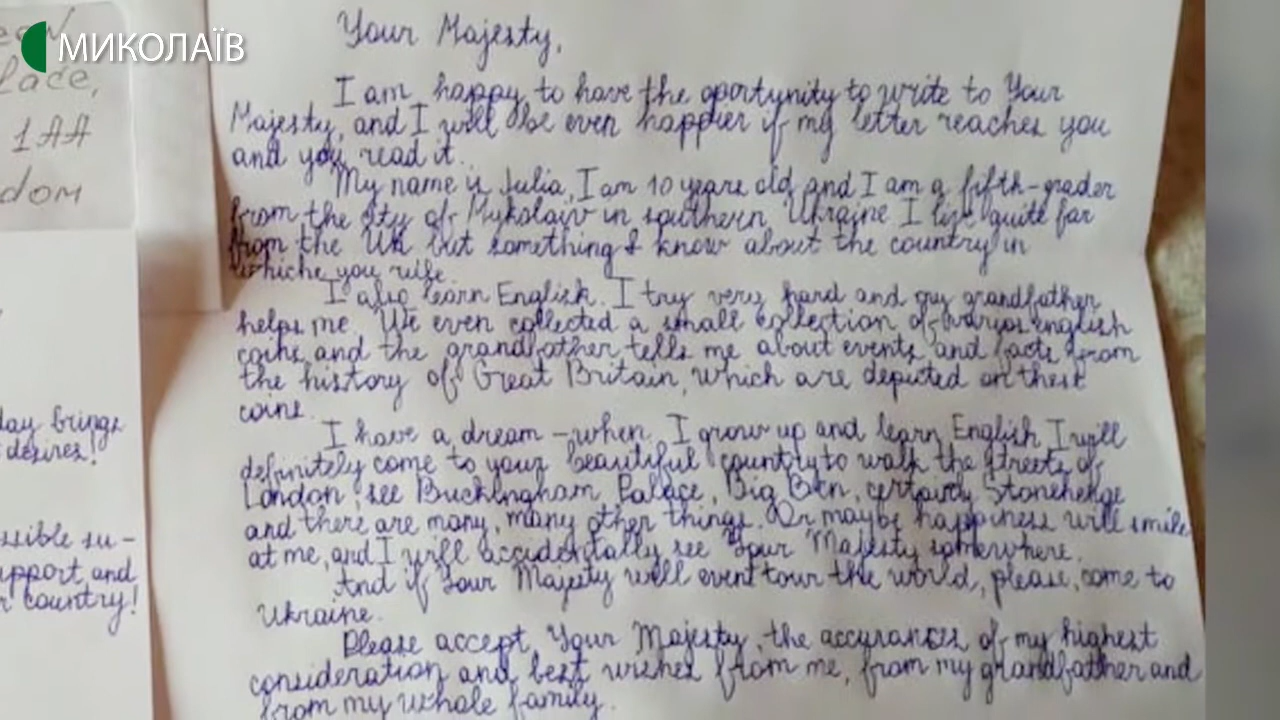 МИКОЛАЇВ
lace,
1AA
dom
day brings
desires!
ssible su-
upport and
r country!
Your Majesty,
I am happy to have the oportynity to write to Your
Majesty, and I will be even happier if my letter reaches you
and you read it.
My name is Julia, I am 10 years old and I am a fifth-grader
from the city of Mykolaiv in southern Ukraine I live quite far
from the UK but something I know about the country in
whiche you rule.
I also learn English. I try very hard and my grandfather
helps me. We even collected a small collection of varios english
coins and the grandfather tells me about events and facts from
the history of Great Britain, which are depicted on these
coins.
I have a dream – when I grow up and learn English I will
definitely come to your beautiful country to walk the streets of
London, see Buckingham Palace, Big Ben, certainly Stonehenge
and there are many, many other things. Or maybe happiness will smile
at me, and I will accidentally see Your Majesty somewhere.
And if Your Majesty will event tour the world, please, come to
Ukraine.
Please accept, Your Majesty, the assurances of my highest
consideration and best wishes from me, from my grandfather and
from my whole family.